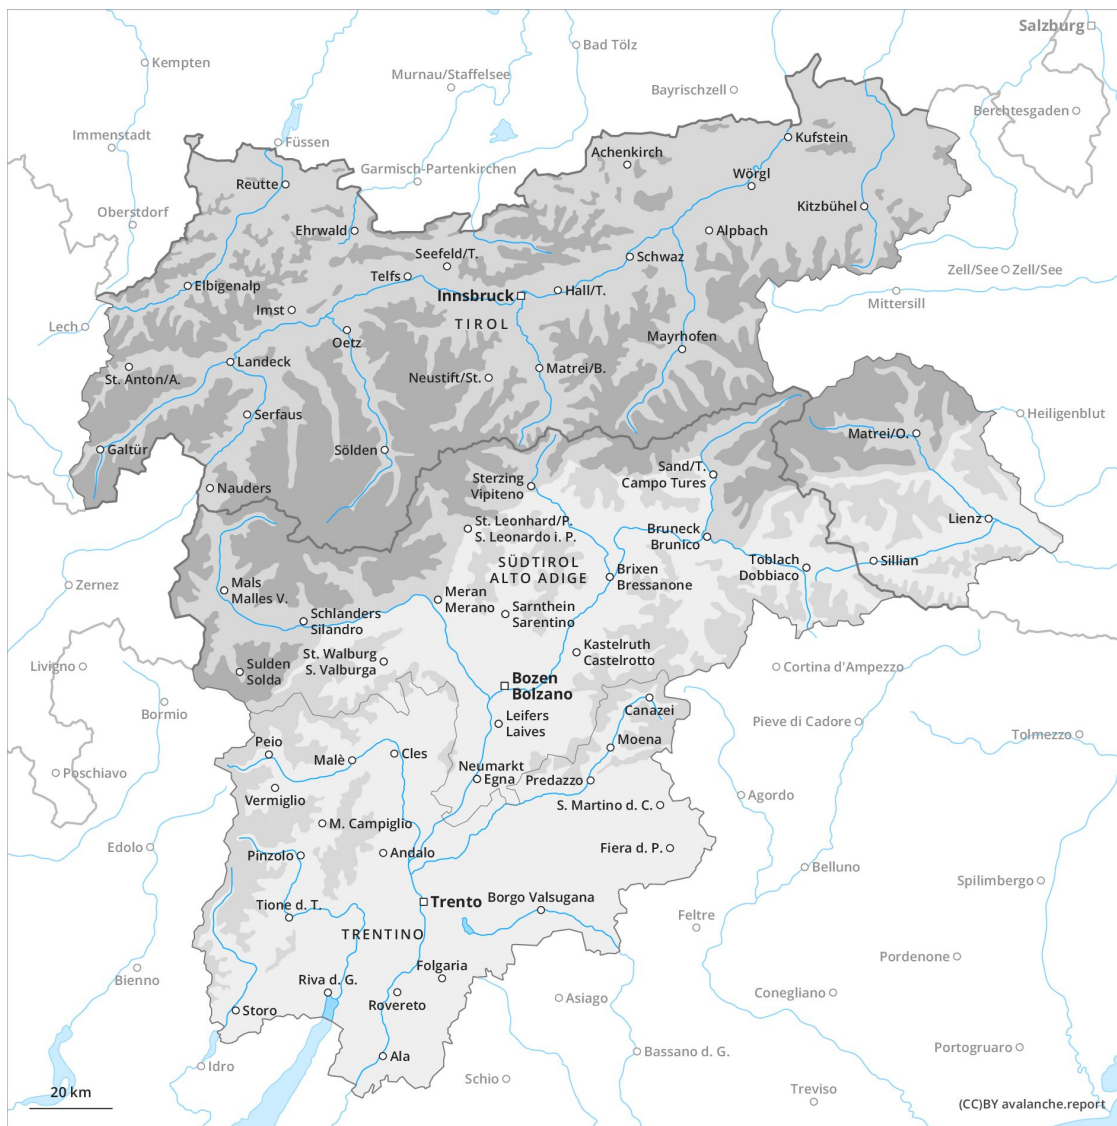 Salzburg
Bad Tölz
Kempten
Murnau/Staffelsee
Bayrischzell
Berchtesgaden
Immenstadt
Füssen
Kufstein
Achenkirch
Garmisch-Partenkirchen
Wörgl
Reutte
Oberstdorf
Kitzbühel
Ehrwald
Alpbach
Seefeld/T.
Schwaz
Telfs
Zell/See
Zell/See
Elbigenalp
Innsbruck
Hall/T.
Mittersill
Imst
TIROL
Lech
Oetz
Mayrhofen
Landeck
Matrei/B.
St. Anton/A.
Neustift/St.
Serfaus
Heiligenblut
Matrei/O.
Galtür
Sölden
Sand/T.
Campo Tures
Sterzing
Vipiteno
Nauders
Lienz
St. Leonhard/P.
S. Leonardo i. P.
Bruneck
Brunico
SÜDTIROL
ALTO ADIGE
Toblach
Dobbiaco
Sillian
Brixen
Bressanone
Zernez
Mals
Malles V.
Meran
Merano
Schlanders
Silandro
Sarnthein
Sarentino
St. Walburg
S. Valburga
Kastelruth
Castelrotto
Livigno
Sulden
Solda
Cortina d'Ampezzo
Bozen
Bolzano
Bormio
Canazei
Leifers
Laives
Pieve di Cadore
Tolmezzo
Peio
Malè
Cles
Moena
Poschiavo
Neumarkt
Egna
Predazzo
Vermiglio
S. Martino d. C.
Agordo
M. Campiglio
Edolo
Pinzolo
Andalo
Fiera d. P.
Belluno
Spilimbergo
Tione d. T.
Trento
Borgo Valsugana
Feltre
TRENTINO
Pordenone
Bienno
Folgaria
Riva d. G.
Rovereto
Asiago
Conegliano
Storo
Portogruaro
Ala
Bassano d. G.
Idro
Schio
Treviso
20 km
(CC)BY avalanche.report